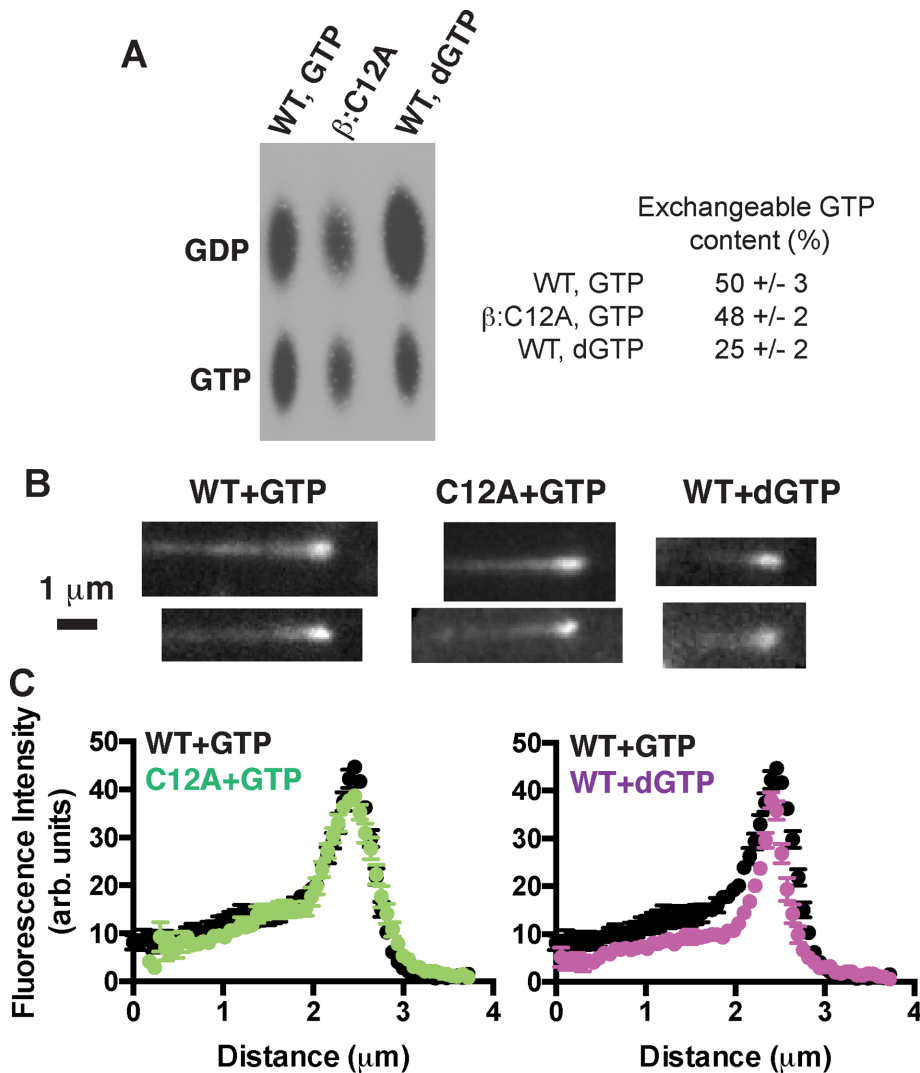 A
WT, GTP
β:C12A
WT, dGTP
GDP
GTP
Exchangeable GTP
content (%)
WT, GTP 50 +/- 3
β:C12A, GTP 48 +/- 2
WT, dGTP 25 +/- 2
B
WT+GTP C12A+GTP WT+dGTP
1 μm
C
Fluorescence Intensity
(arb. units)
50
40
30
20
10
0
0 1 2 3 4
WT+GTP
C12A+GTP
Distance (μm)
50
40
30
20
10
0
0 1 2 3 4
WT+GTP
WT+dGTP
Distance (μm)